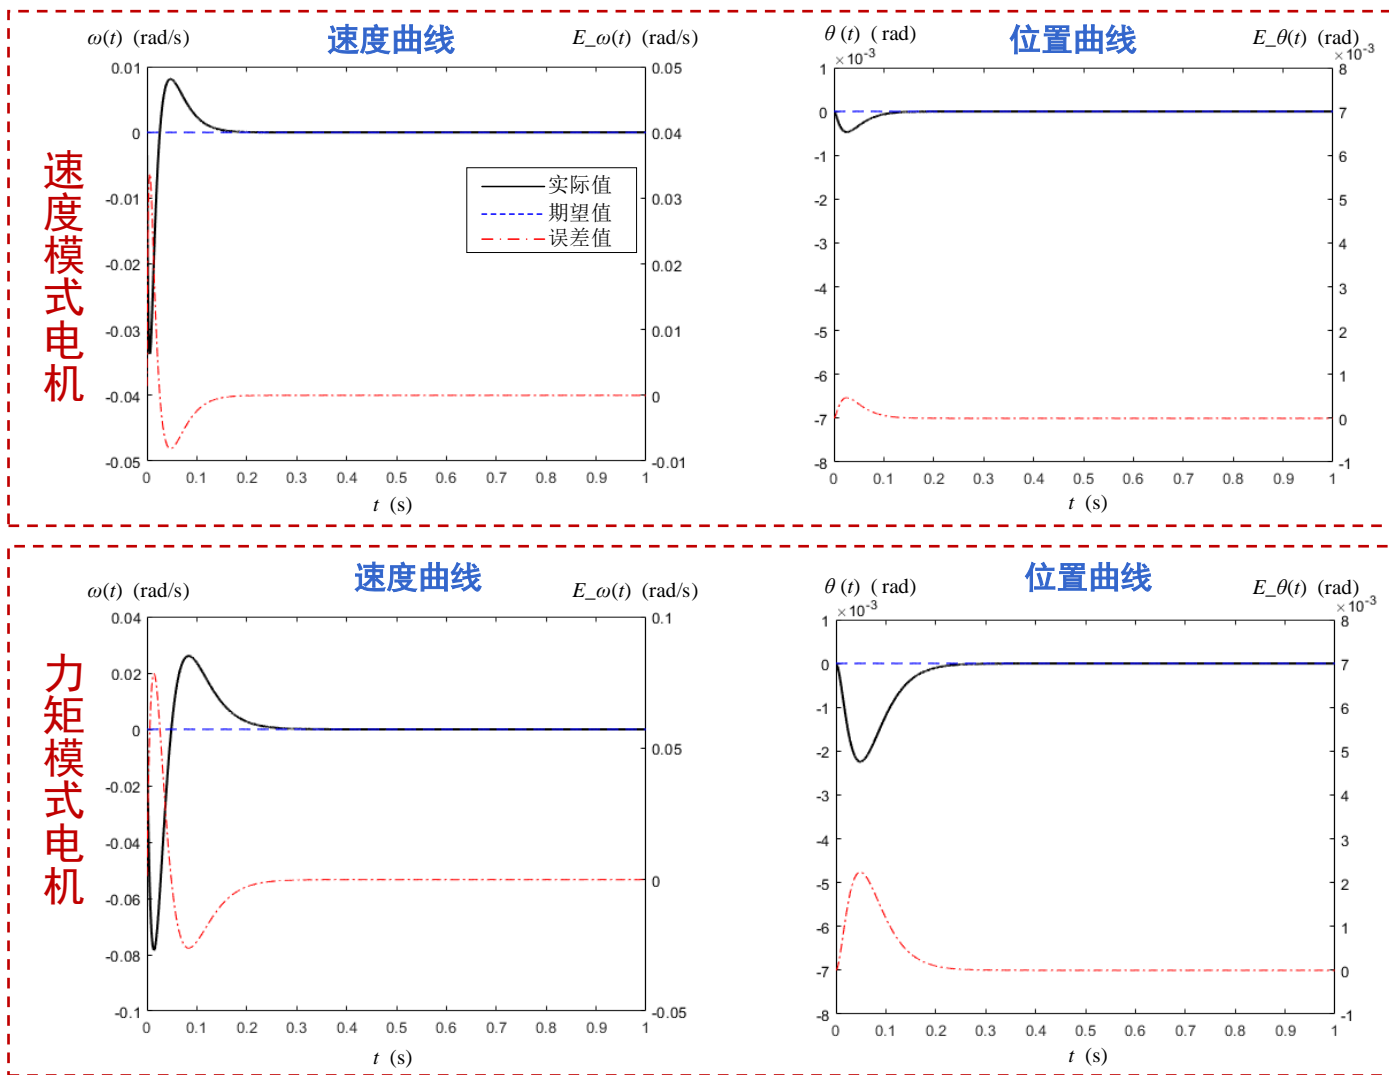 速度模式电机
ω(t) (rad/s)
速度曲线
E_ω(t) (rad/s)
0.01
0
-0.01
-0.02
-0.03
-0.04
-0.05
0.05
0.04
0.03
0.02
0.01
0
-0.01
实际值
期望值
误差值
0 0.1 0.2 0.3 0.4 0.5 0.6 0.7 0.8 0.9 1
t (s)
θ (t) ( rad)
位置曲线
E_θ(t) (rad)
×10⁻³
×10⁻³
1
0
-1
-2
-3
-4
-5
-6
-7
-8
8
7
6
5
4
3
2
1
0
-1
0 0.1 0.2 0.3 0.4 0.5 0.6 0.7 0.8 0.9 1
t (s)
力矩模式电机
ω(t) (rad/s)
速度曲线
E_ω(t) (rad/s)
0.04
0.02
0
-0.02
-0.04
-0.06
-0.08
-0.1
0.1
0.05
0
-0.05
0 0.1 0.2 0.3 0.4 0.5 0.6 0.7 0.8 0.9 1
t (s)
θ (t) ( rad)
位置曲线
E_θ(t) (rad)
×10⁻³
×10⁻³
1
0
-1
-2
-3
-4
-5
-6
-7
-8
8
7
6
5
4
3
2
1
0
-1
0 0.1 0.2 0.3 0.4 0.5 0.6 0.7 0.8 0.9 1
t (s)